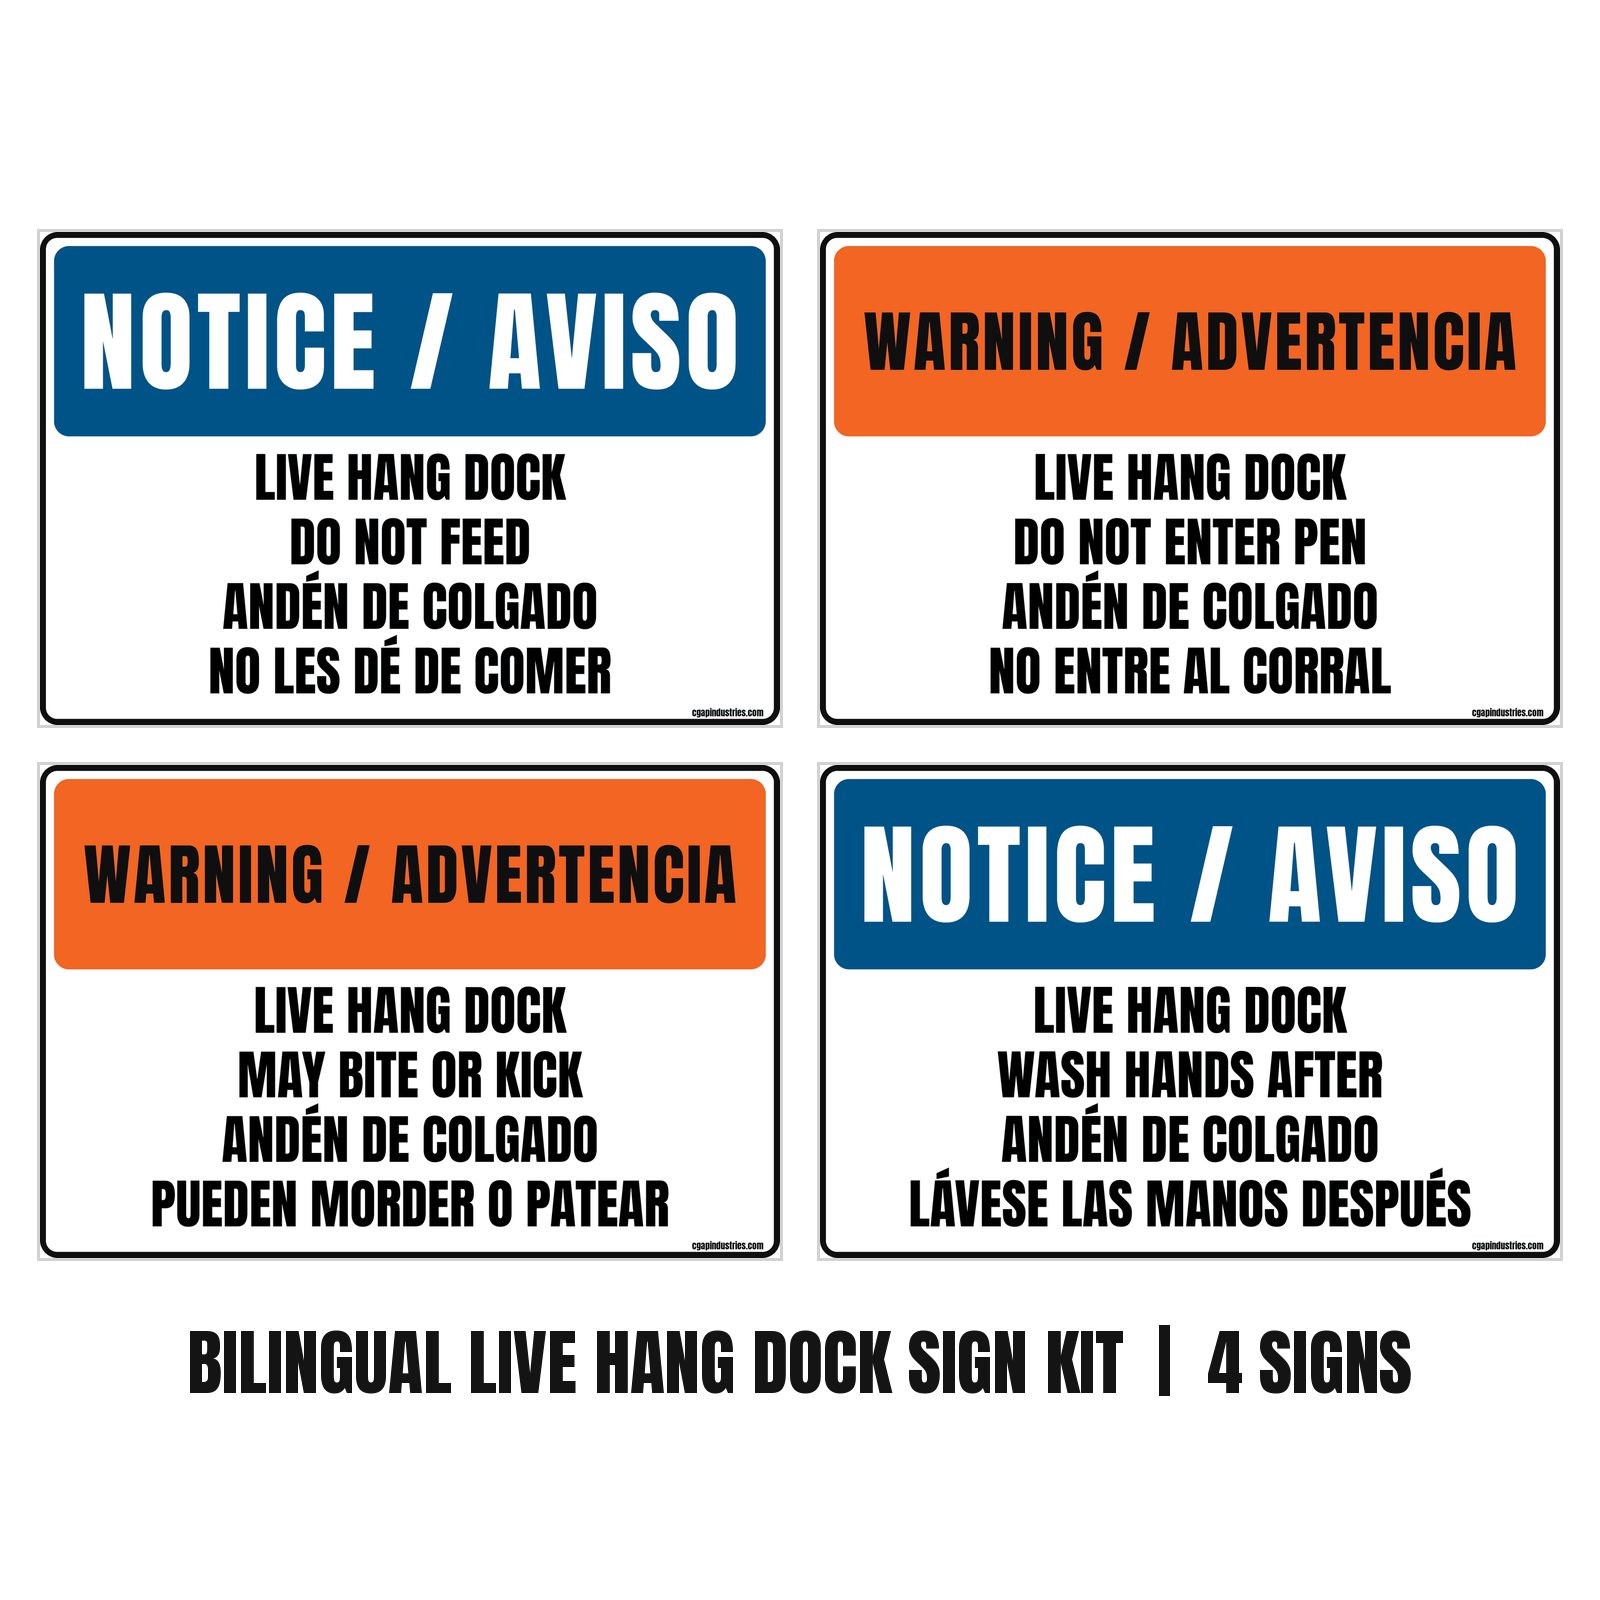 NOTICE / AVISO
LIVE HANG DOCK
DO NOT FEED
ANDÉN DE COLGADO
NO LES DÉ DE COMER
cgapindustries.com
WARNING / ADVERTENCIA
LIVE HANG DOCK
DO NOT ENTER PEN
ANDÉN DE COLGADO
NO ENTRE AL CORRAL
cgapindustries.com
WARNING / ADVERTENCIA
LIVE HANG DOCK
MAY BITE OR KICK
ANDÉN DE COLGADO
PUEDEN MORDER O PATEAR
cgapindustries.com
NOTICE / AVISO
LIVE HANG DOCK
WASH HANDS AFTER
ANDÉN DE COLGADO
LÁVESE LAS MANOS DESPUÉS
cgapindustries.com
BILINGUAL LIVE HANG DOCK SIGN KIT | 4 SIGNS